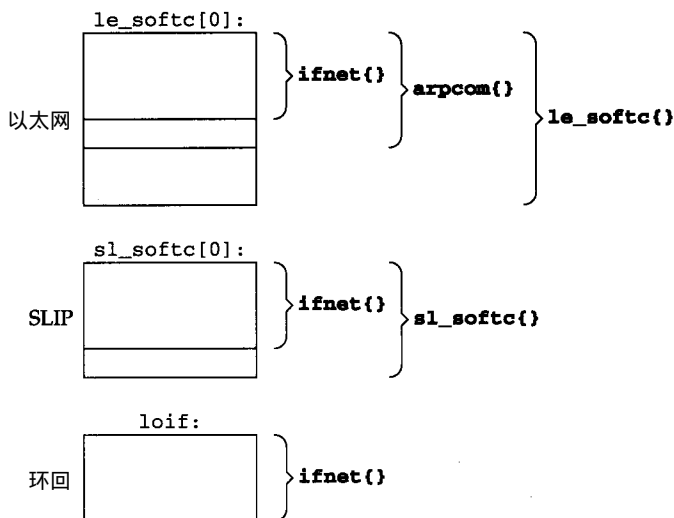 le_softc[0]:
ifnet{}
arpcom{}
以太网
le_softc{}
sl_softc[0]:
ifnet{}
SLIP
sl_softc{}
loif:
环回
ifnet{}